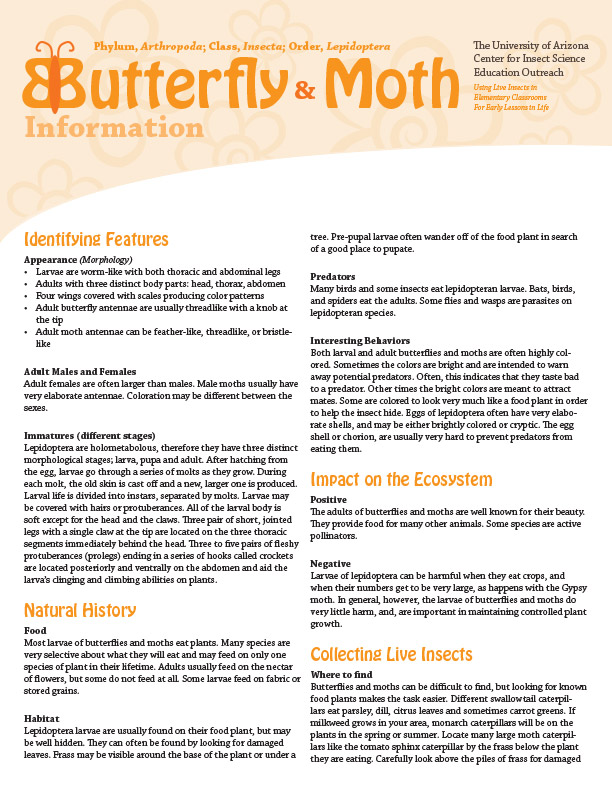 Phylum, Arthropoda; Class, Insecta; Order, Lepidoptera
Butterfly & Moth
Information
The University of Arizona
Center for Insect Science
Education Outreach
Using Live Insects in
Elementary Classrooms
For Early Lessons in Life
Identifying Features
Appearance (Morphology)
• Larvae are worm-like with both thoracic and abdominal legs
• Adults with three distinct body parts: head, thorax, abdomen
• Four wings covered with scales producing color patterns
• Adult butterfly antennae are usually threadlike with a knob at
the tip
• Adult moth antennae can be feather-like, threadlike, or bristle-
like
Adult Males and Females
Adult females are often larger than males. Male moths usually have
very elaborate antennae. Coloration may be different between the
sexes.
Immatures (different stages)
Lepidoptera are holometabolous, therefore they have three distinct
morphological stages; larva, pupa and adult. After hatching from
the egg, larvae go through a series of molts as they grow. During
each molt, the old skin is cast off and a new, larger one is produced.
Larval life is divided into instars, separated by molts. Larvae may
be covered with hairs or protuberances. All of the larval body is
soft except for the head and the claws. Three pair of short, jointed
legs with a single claw at the tip are located on the three thoracic
segments immediately behind the head. Three to five pairs of fleshy
protuberances (prolegs) ending in a series of hooks called crockets
are located posteriorly and ventrally on the abdomen and aid the
larva's clinging and climbing abilities on plants.
Natural History
Food
Most larvae of butterflies and moths eat plants. Many species are
very selective about what they will eat and may feed on only one
species of plant in their lifetime. Adults usually feed on the nectar
of flowers, but some do not feed at all. Some larvae feed on fabric or
stored grains.
Habitat
Lepidoptera larvae are usually found on their food plant, but may
be well hidden. They can often be found by looking for damaged
leaves. Frass may be visible around the base of the plant or under a
tree. Pre-pupal larvae often wander off of the food plant in search
of a good place to pupate.
Predators
Many birds and some insects eat lepidopteran larvae. Bats, birds,
and spiders eat the adults. Some flies and wasps are parasites on
lepidopteran species.
Interesting Behaviors
Both larval and adult butterflies and moths are often highly col-
ored. Sometimes the colors are bright and are intended to warn
away potential predators. Often, this indicates that they taste bad
to a predator. Other times the bright colors are meant to attract
mates. Some are colored to look very much like a food plant in order
to help the insect hide. Eggs of lepidoptera often have very elabo-
rate shells, and may be either brightly colored or cryptic. The egg
shell or chorion, are usually very hard to prevent predators from
eating them.
Impact on the Ecosystem
Positive
The adults of butterflies and moths are well known for their beauty.
They provide food for many other animals. Some species are active
pollinators.
Negative
Larvae of lepidoptera can be harmful when they eat crops, and
when their numbers get to be very large, as happens with the Gypsy
moth. In general, however, the larvae of butterflies and moths do
very little harm, and, are important in maintaining controlled plant
growth.
Collecting Live Insects
Where to find
Butterflies and moths can be difficult to find, but looking for known
food plants makes the task easier. Different swallowtail caterpil-
lars eat parsley, dill, citrus leaves and sometimes carrot greens. If
milkweed grows in your area, monarch caterpillars will be on the
plants in the spring or summer. Locate many large moth caterpil-
lars like the tomato sphinx caterpillar by the frass below the plant
they are eating. Carefully look above the piles of frass for damaged